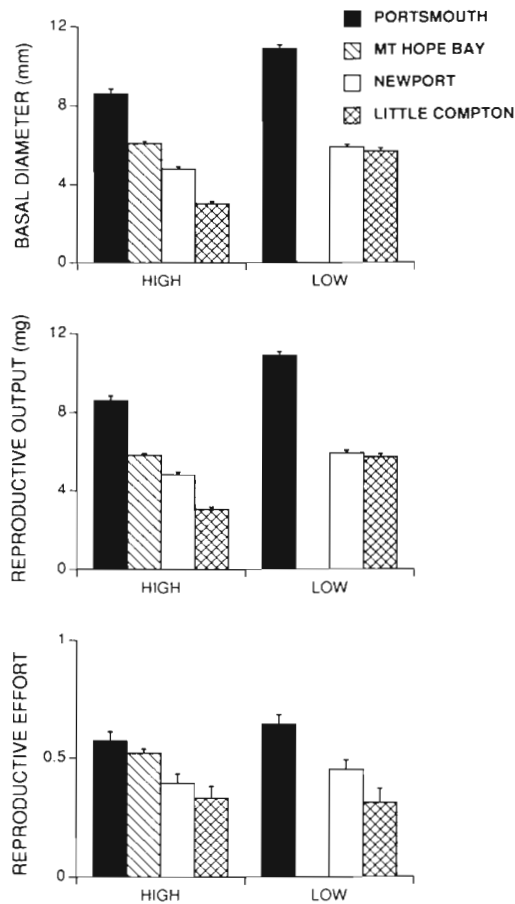 PORTSMOUTH
MT HOPE BAY
NEWPORT
LITTLE COMPTON
BASAL DIAMETER (mm)
12
8
4
0
HIGH LOW
REPRODUCTIVE OUTPUT (mg)
12
8
4
0
HIGH LOW
REPRODUCTIVE EFFORT
1
0.5
0
HIGH LOW